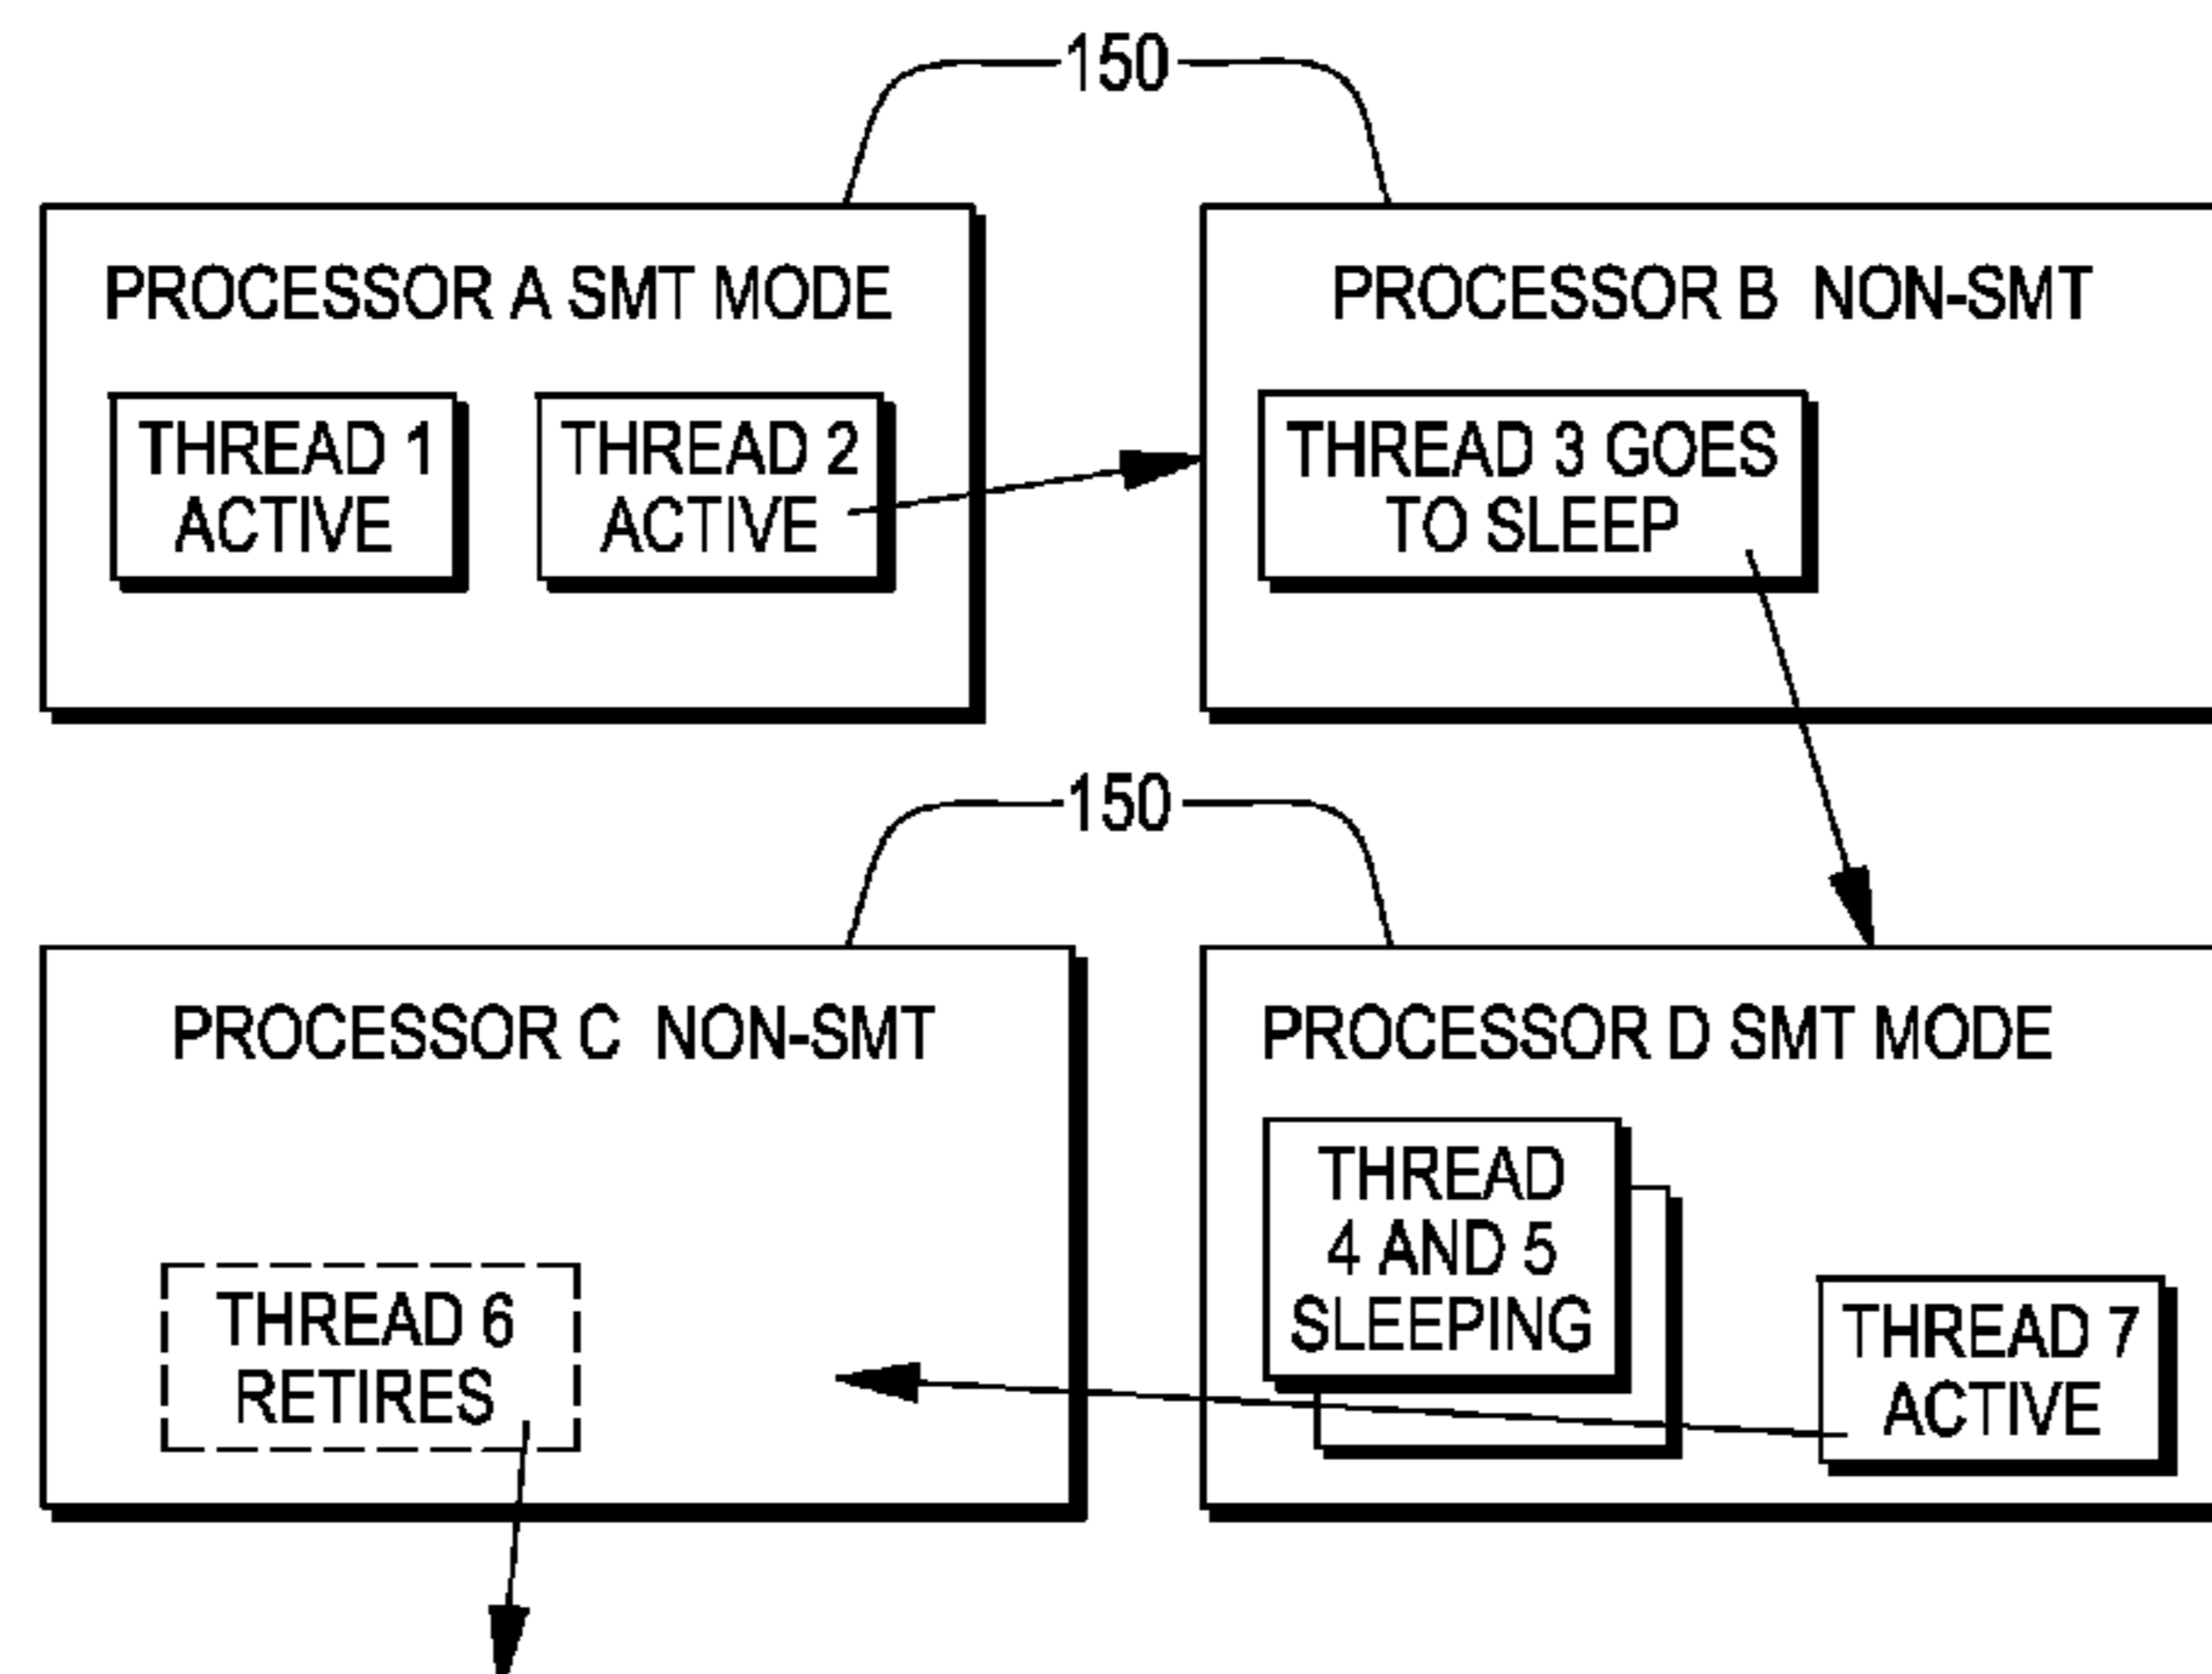 150
PROCESSOR A SMT MODE
THREAD 1
ACTIVE
THREAD 2
ACTIVE
PROCESSOR B NON-SMT
THREAD 3 GOES
TO SLEEP
150
PROCESSOR C NON-SMT
THREAD 6
RETIRES
PROCESSOR D SMT MODE
THREAD
4 AND 5
SLEEPING
THREAD 7
ACTIVE